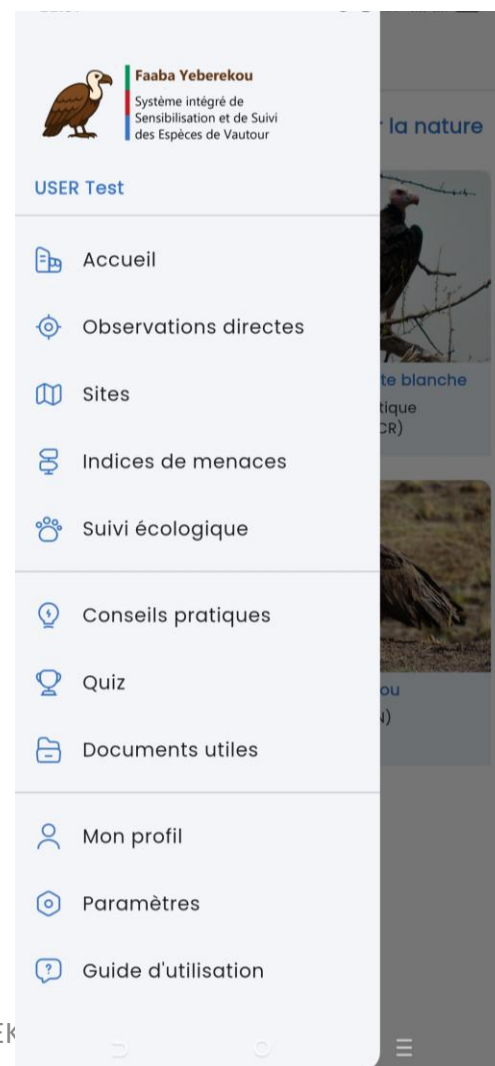 Faaba Yeberekou
Système intégré de
Sensibilisation et de Suivi
des Espèces de Vautour
la nature
USER Test
Accueil
Observations directes
Sites
te blanche
tique
CR)
Indices de menaces
Suivi écologique
Conseils pratiques
Quiz
ou
Documents utiles
Mon profil
Paramètres
Guide d'utilisation